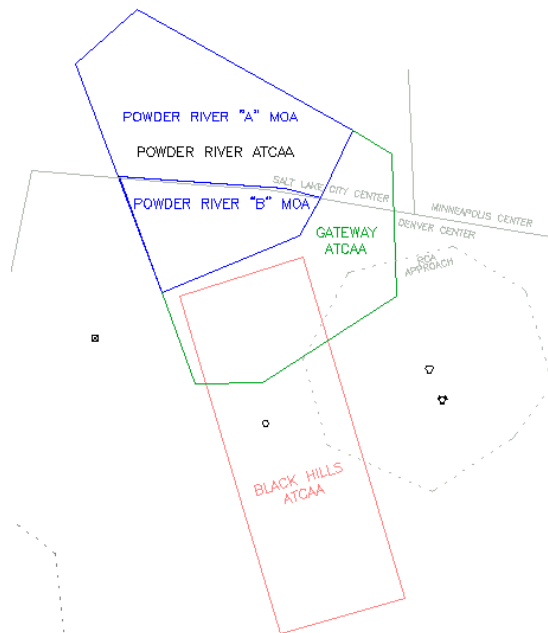 POWDER RIVER "A" MOA
POWDER RIVER ATCAA
SALT LAKE CITY CENTER
POWDER RIVER "B" MOA
MINNEAPOLIS CENTER
DENVER CENTER
GATEWAY
ATCAA
RCA
APPROACH
BLACK HILLS
ATCAA